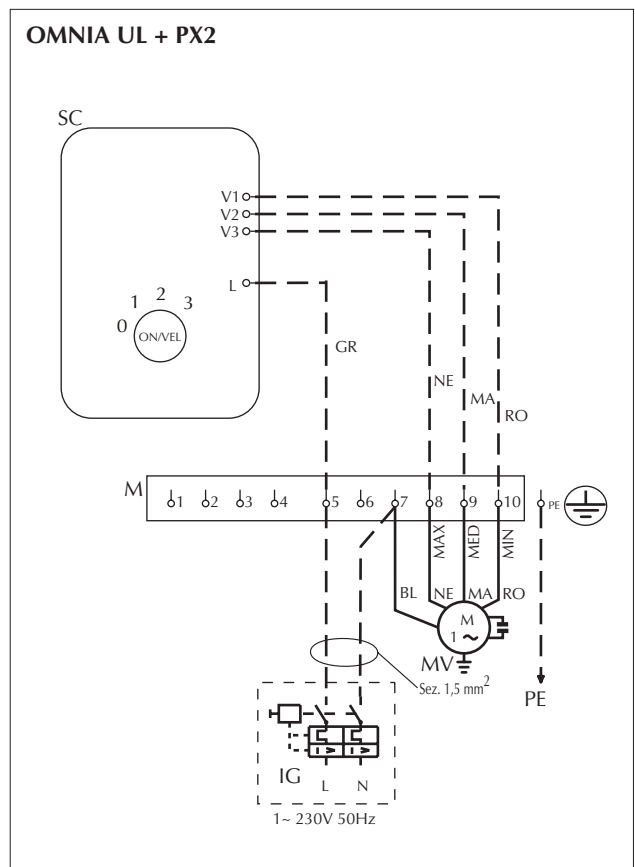 OMNIA UL + PX2
SC
V1
V2
V3
L
0 1 2 3
ON/VEL
GR
NE
MA
RO
M
1 2 3 4 5 6 7 8 9 10 PE
MAX
MED
MIN
BL NE MA RO
M
1 ~
MV
Sez. 1,5 mm²
PE
IG
I> I>
L N
1~ 230V 50Hz